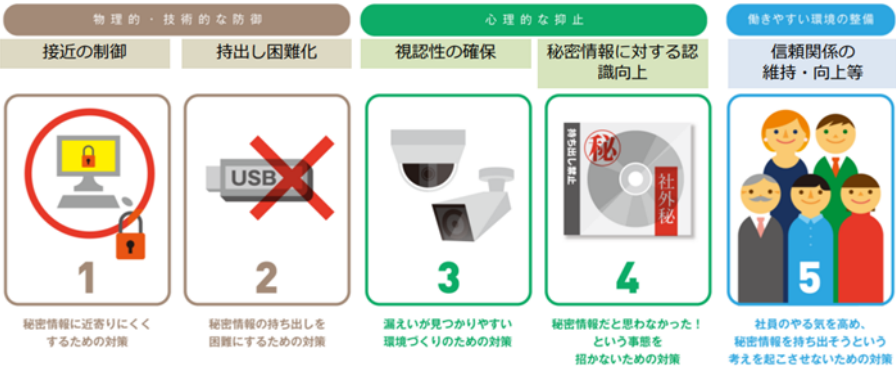 物理的・技術的な防御
心理的な抑止
働きやすい環境の整備
接近の制御
持出し困難化
視認性の確保
秘密情報に対する認
識向上
信頼関係の
維持・向上等
USB
持ち出し禁止
秘
社外秘
1
2
3
4
5
秘密情報に近寄りにくく
するための対策
秘密情報の持ち出しを
困難にするための対策
漏えいが見つかりやすい
環境づくりのための対策
秘密情報だと思わなかった！
という事態を
招かないための対策
社員のやる気を高め、
秘密情報を持ち出そうという
考えを起こさせないための対策